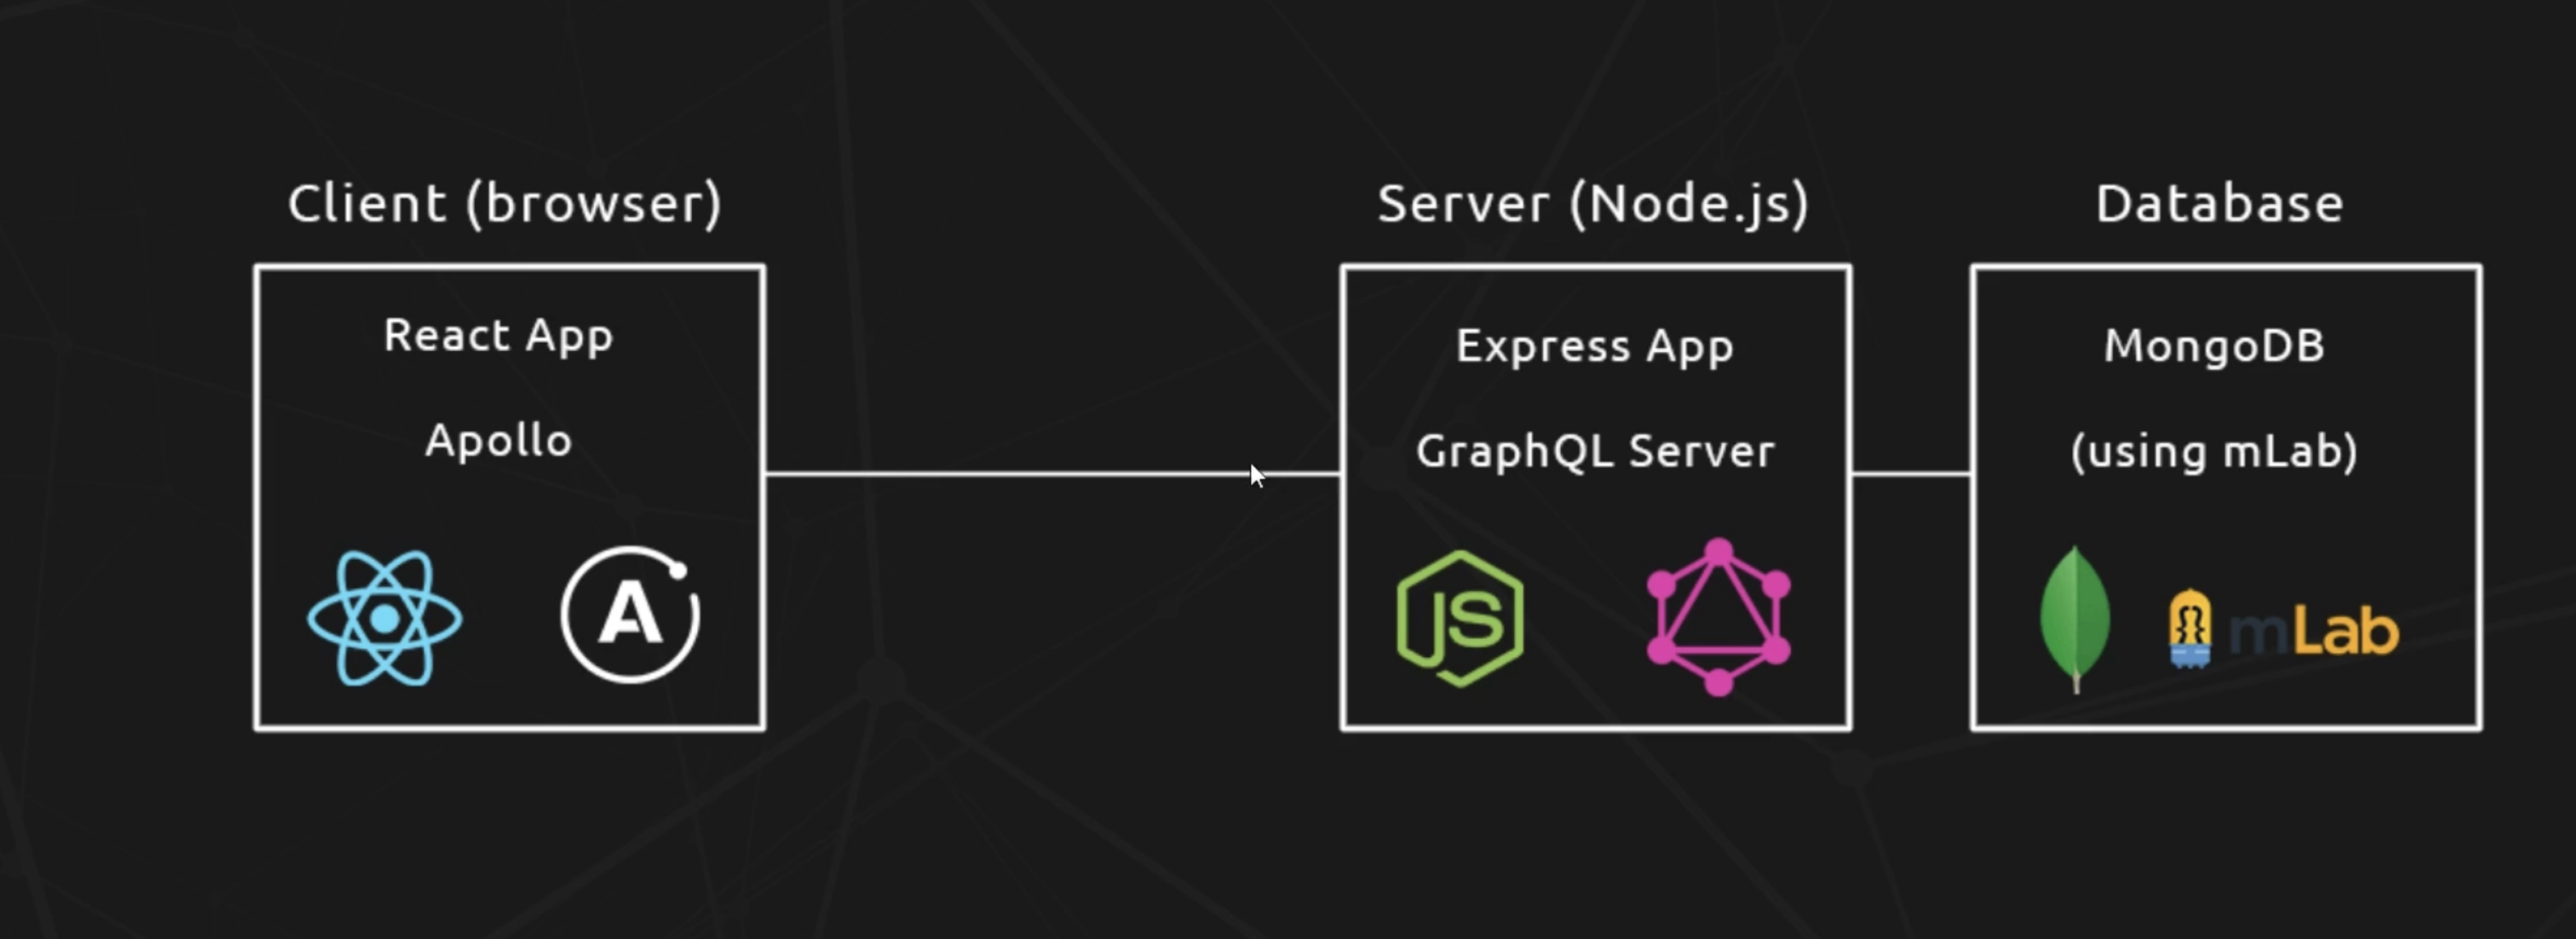 Client (browser)
React App
Apollo
A
Server (Node.js)
Express App
GraphQL Server
JS
Database
MongoDB
(using mLab)
mLab